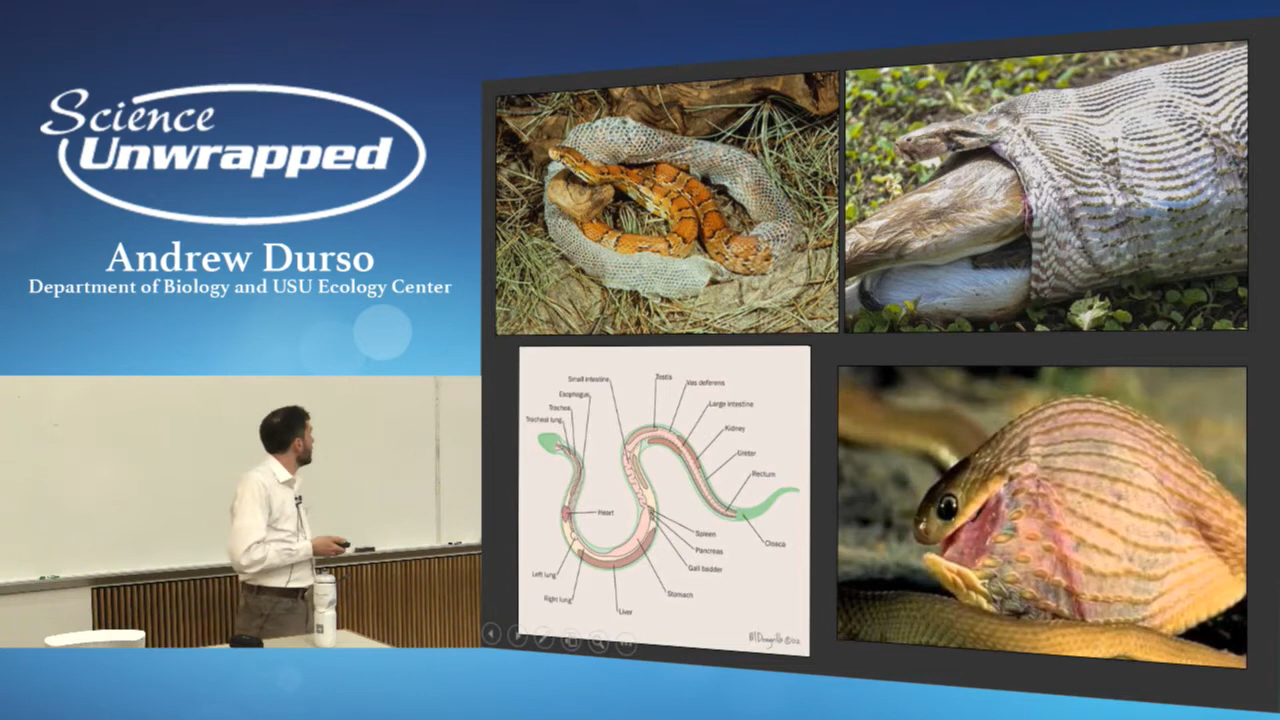 Science
Unwrapped
Andrew Durso
Department of Biology and USU Ecology Center
Small intestine
Esophagus
Trachea
Tracheal lung
Testis
Vas deferens
Large intestine
Kidney
Ureter
Rectum
Heart
Spleen
Pancreas
Gall bladder
Cloaca
Left lung
Right lung
Liver
Stomach